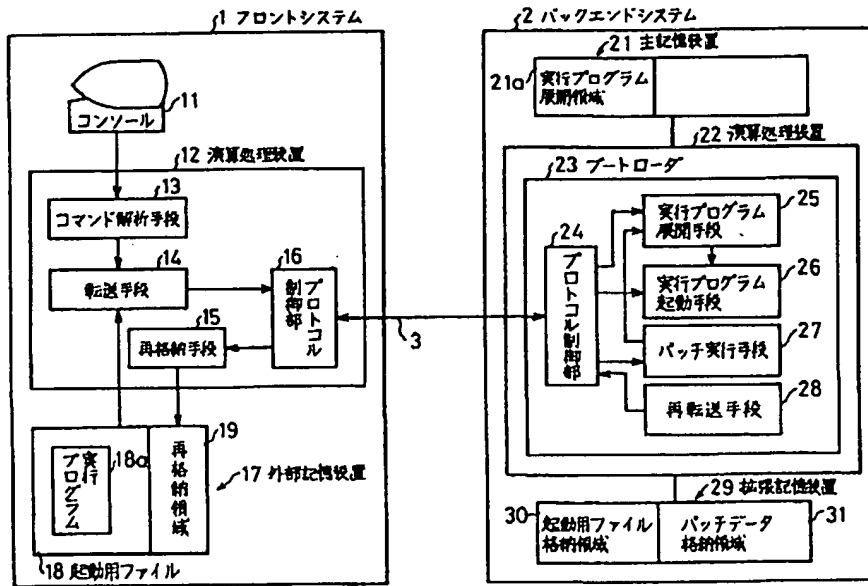 1 フロントシステム
11
コンソール
12 演算処理装置
13
コマンド解析手段
14
転送手段
15
再格納手段
16
プロトコル
制御部
3
18a
実行
プログラム
19
再格納領域
17 外部記憶装置
18 起動用ファイル
2 バックエンドシステム
21 主記憶装置
21a
実行プログラム
展開領域
22 演算処理装置
23 ブートローダ
24
プロトコル制御部
25
実行プログラム
展開手段
26
実行プログラム
起動手段
27
パッチ実行手段
28
再転送手段
29 拡張記憶装置
30
起動用ファイル
格納領域
パッチデータ
格納領域
31